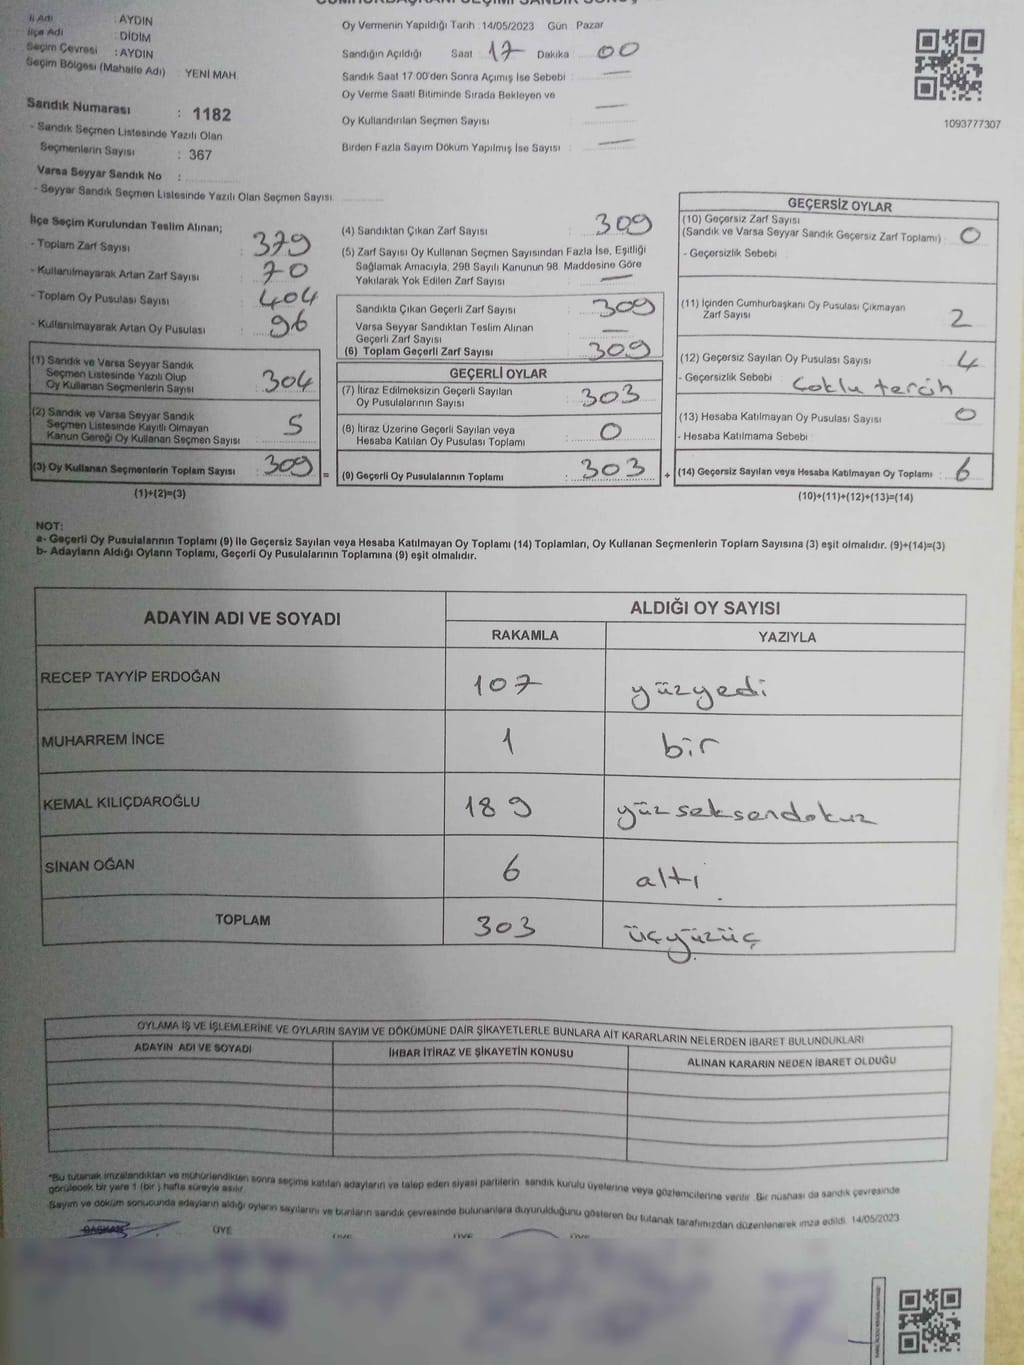 İl Adı : AYDIN
İlçe Adı : DİDİM
Seçim Çevresi : AYDIN
Seçim Bölgesi (Mahalle Adı) YENİ MAH
Sandık Numarası : 1182
- Sandık Seçmen Listesinde Yazılı Olan
Seçmenlerin Sayısı : 367
Varsa Seyyar Sandık No :
- Seyyar Sandık Seçmen Listesinde Yazılı Olan Seçmen Sayısı
Oy Vermenin Yapıldığı Tarih : 14/05/2023 Gün Pazar
Sandığın Açıldığı Saat 17 Dakika 00
Sandık Saat 17.00'den Sonra Açımış İse Sebebi : —
Oy Verme Saati Bitiminde Sırada Bekleyen ve
Oy Kullandırılan Seçmen Sayısı —
Birden Fazla Sayım Döküm Yapılmış İse Sayısı : —
1093777307
İlçe Seçim Kurulundan Teslim Alınan;
- Toplam Zarf Sayısı : 379
- Kullanılmayarak Artan Zarf Sayısı : 70
- Toplam Oy Pusulası Sayısı : 404
- Kullanılmayarak Artan Oy Pusulası : 96
(1) Sandık ve Varsa Seyyar Sandık
Seçmen Listesinde Yazılı Olup
Oy Kullanan Seçmenlerin Sayısı : 304
(2) Sandık ve Varsa Seyyar Sandık
Seçmen Listesinde Kayıtlı Olmayan
Kanun Gereği Oy Kullanan Seçmen Sayısı : 5
(3) Oy Kullanan Seçmenlerin Toplam Sayısı : 309
(1)+(2)=(3)
(4) Sandıktan Çıkan Zarf Sayısı : 309
(5) Zarf Sayısı Oy Kullanan Seçmen Sayısından Fazla İse, Eşitliği
Sağlamak Amacıyla, 298 Sayılı Kanunun 98. Maddesine Göre
Yakılarak Yok Edilen Zarf Sayısı : —
Sandıkta Çıkan Geçerli Zarf Sayısı : 309
Varsa Seyyar Sandıktan Teslim Alınan
Geçerli Zarf Sayısı : —
(6) Toplam Geçerli Zarf Sayısı : 309
GEÇERLİ OYLAR
(7) İtiraz Edilmeksizin Geçerli Sayılan
Oy Pusulalarının Sayısı : 303
(8) İtiraz Üzerine Geçerli Sayılan veya
Hesaba Katılan Oy Pusulası Toplamı : 0
= (9) Geçerli Oy Pusulalarının Toplamı : 303
GEÇERSİZ OYLAR
(10) Geçersiz Zarf Sayısı
(Sandık ve Varsa Seyyar Sandık Geçersiz Zarf Toplamı) : 0
- Geçersizlik Sebebi :
(11) İçinden Cumhurbaşkanı Oy Pusulası Çıkmayan
Zarf Sayısı 2
(12) Geçersiz Sayılan Oy Pusulası Sayısı : 4
- Geçersizlik Sebebi : Çoklu tercih
(13) Hesaba Katılmayan Oy Pusulası Sayısı : 0
- Hesaba Katılmama Sebebi :
+ (14) Geçersiz Sayılan veya Hesaba Katılmayan Oy Toplamı : 6
(10)+(11)+(12)+(13)=(14)
NOT:
a- Geçerli Oy Pusulalarının Toplamı (9) ile Geçersiz Sayılan veya Hesaba Katılmayan Oy Toplamı (14) Toplamları, Oy Kullanan Seçmenlerin Toplam Sayısına (3) eşit olmalıdır. (9)+(14)=(3)
b- Adayların Aldığı Oyların Toplamı, Geçerli Oy Pusulalarının Toplamına (9) eşit olmalıdır.
ADAYIN ADI VE SOYADI ALDIĞI OY SAYISI
RAKAMLA YAZIYLA
RECEP TAYYİP ERDOĞAN 107 yüzyedi
MUHARREM İNCE 1 bir
KEMAL KILIÇDAROĞLU 189 yüzseksendokuz
SİNAN OĞAN 6 altı
TOPLAM 303 üçyüzüç
OYLAMA İŞ VE İŞLEMLERİNE VE OYLARIN SAYIM VE DÖKÜMÜNE DAİR ŞİKAYETLERLE BUNLARA AİT KARARLARIN NELERDEN İBARET BULUNDUKLARI
ADAYIN ADI VE SOYADI İHBAR İTİRAZ VE ŞİKAYETİN KONUSU ALINAN KARARIN NEDEN İBARET OLDUĞU
*Bu tutanak imzalandıktan ve mühürlendikten sonra seçime katılan adayların ve talep eden siyasi partilerin sandık kurulu üyelerine veya gözlemcilerine verilir. Bir nushası da sandık çevresinde
görülecek bir yere 1 (bir) hafta süreyle asılır.
Sayım ve döküm sonucunda adayların aldığı oyların sayılarını ve bunların sandık çevresinde bulunanlara duyurulduğunu gösteren bu tutanak tarafımızdan düzenlenerek imza edildi. 14/05/2023
BAŞKAN ÜYE ÜYE ÜYE ÜYE